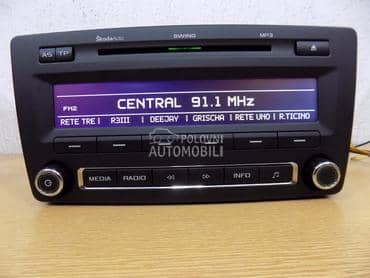 ŠkodaAuto SWING MP3
AS TP
CENTRAL 91.1 MHz
FM2
RETE TRE | R3III | DEEJAY | GRISCHA | RETE UNO | R.TICINO
POLOVNI
AUTOMOBILI
MEDIA RADIO INFO